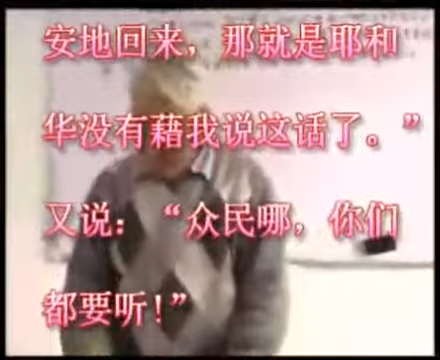 安地回来，那就是耶和
华没有藉我说这话了。”
又说：“众民哪，你们
都要听!”